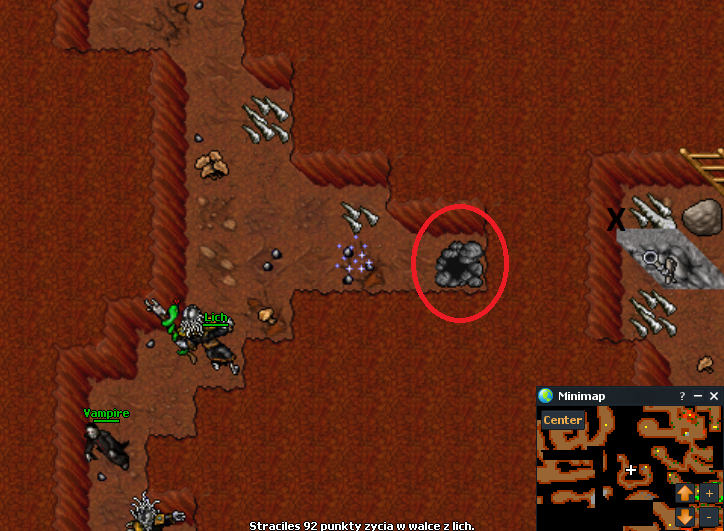 X
Lich
Vampire
Minimap ? − ×
Center
+
-
Straciles 92 punkty zycia w walce z lich.